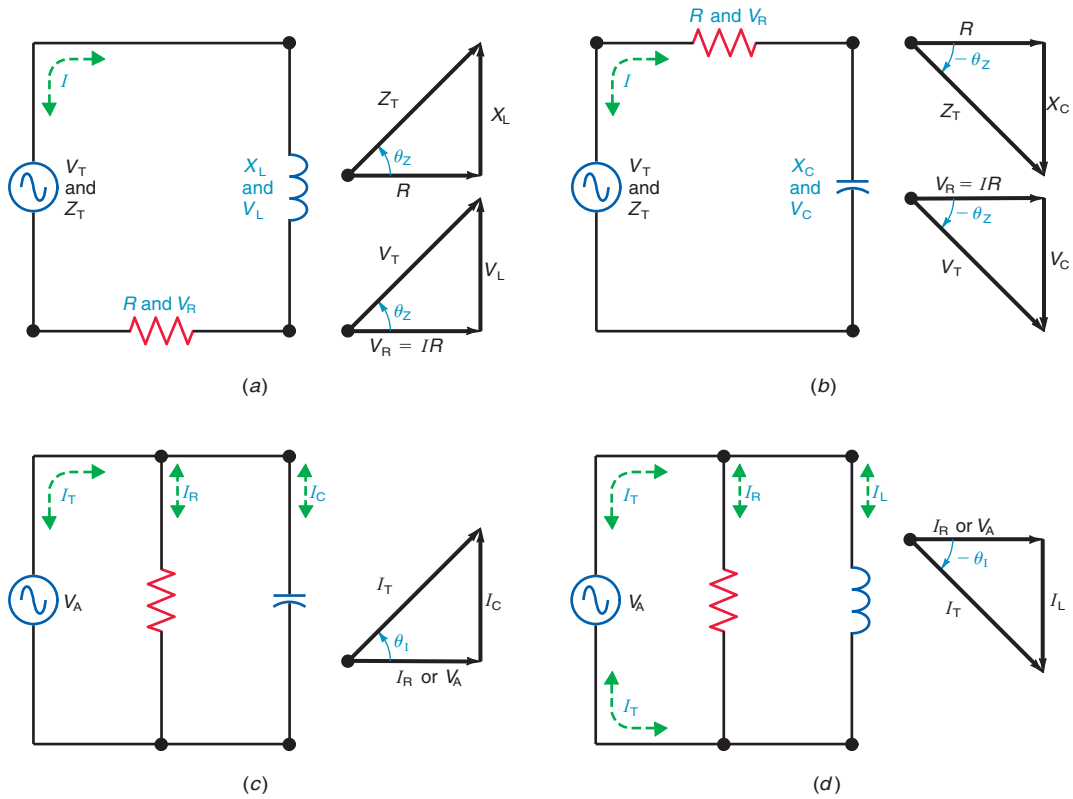 I
V_T
and
Z_T
X_L
and
V_L
R and V_R
Z_T
X_L
θ_Z
R
V_T
V_L
θ_Z
V_R = IR
(a)
R and V_R
I
V_T
and
Z_T
X_C
and
V_C
R
−θ_Z
Z_T
X_C
V_R = IR
−θ_Z
V_T
V_C
(b)
I_T
I_R
I_C
V_A
I_T
I_C
θ_I
I_R or V_A
(c)
I_T
I_R
I_L
V_A
I_T
I_R or V_A
−θ_I
I_T
I_L
(d)